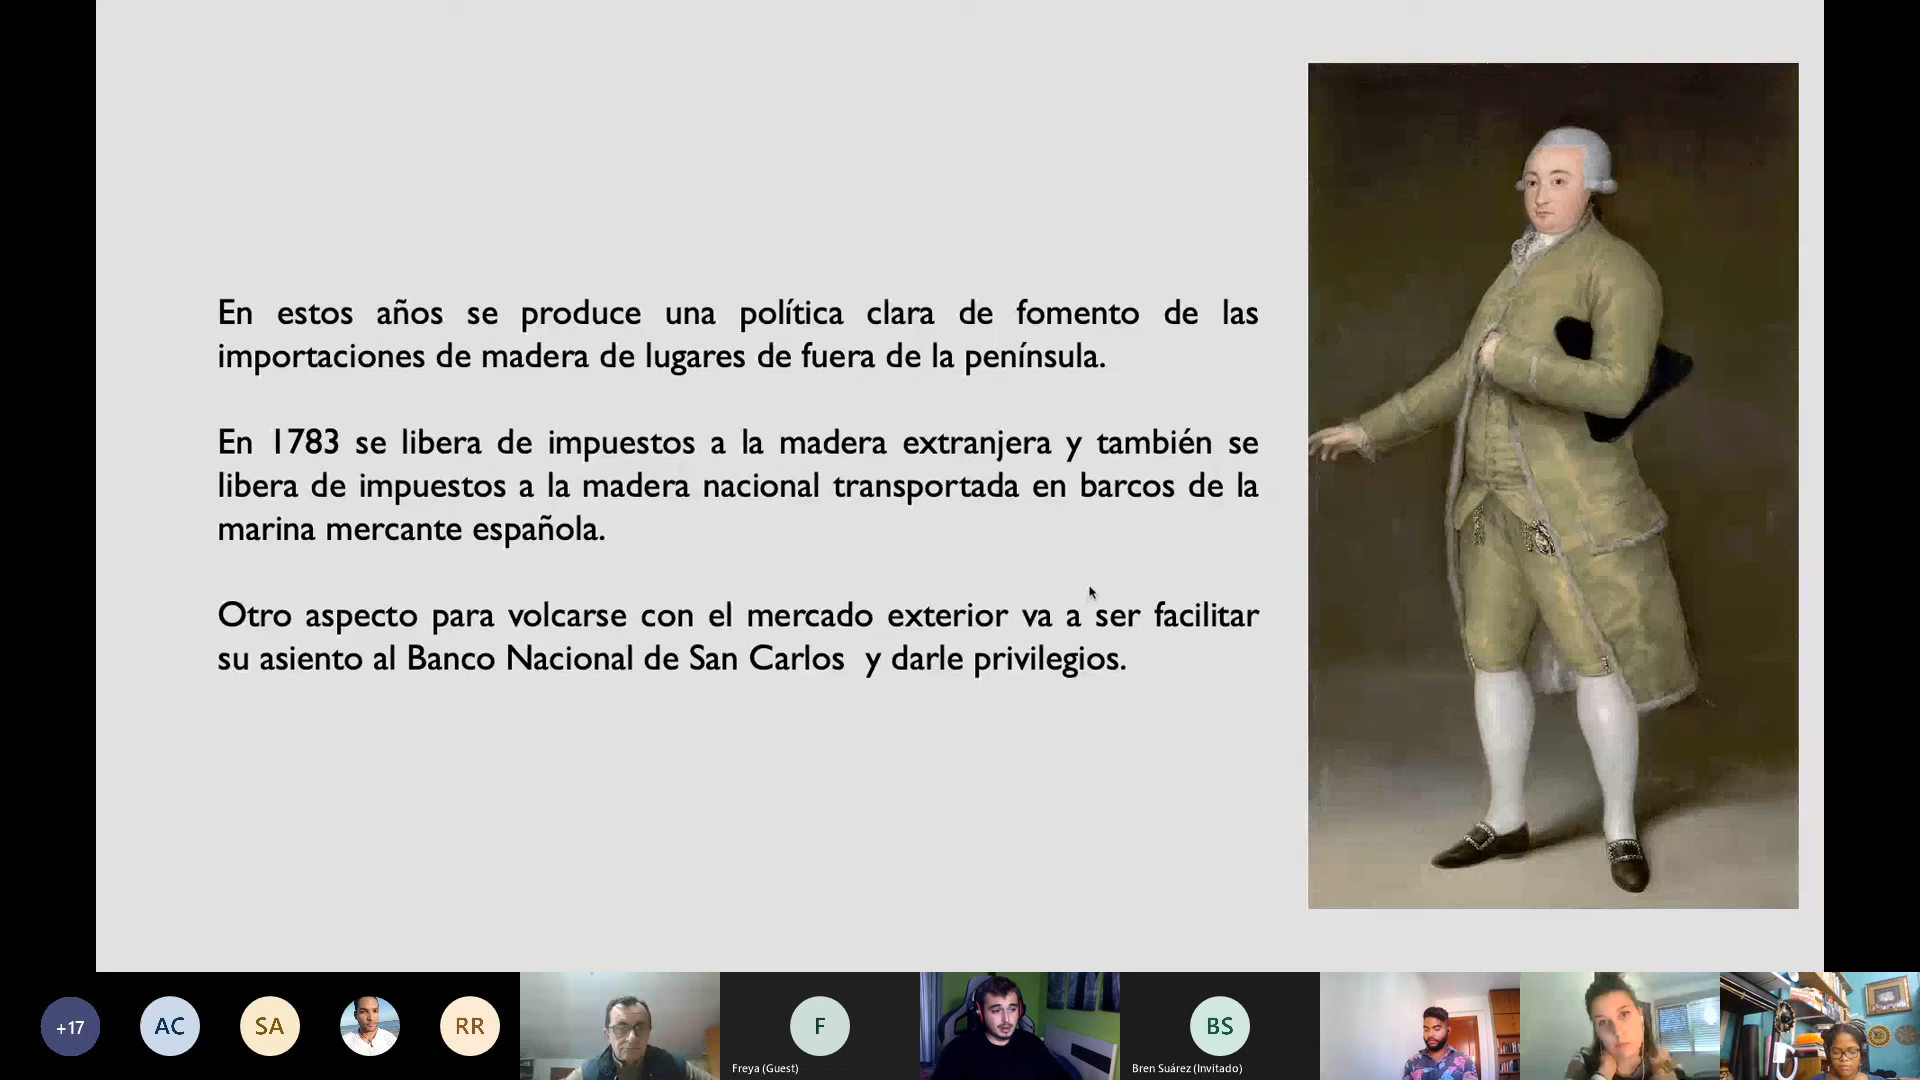 En estos años se produce una política clara de fomento de las
importaciones de madera de lugares de fuera de la península.
En 1783 se libera de impuestos a la madera extranjera y también se
libera de impuestos a la madera nacional transportada en barcos de la
marina mercante española.
Otro aspecto para volcarse con el mercado exterior va a ser facilitar
su asiento al Banco Nacional de San Carlos y darle privilegios.
+17
AC
SA
RR
F
Freya (Guest)
BS
Bren Suárez (Invitado)